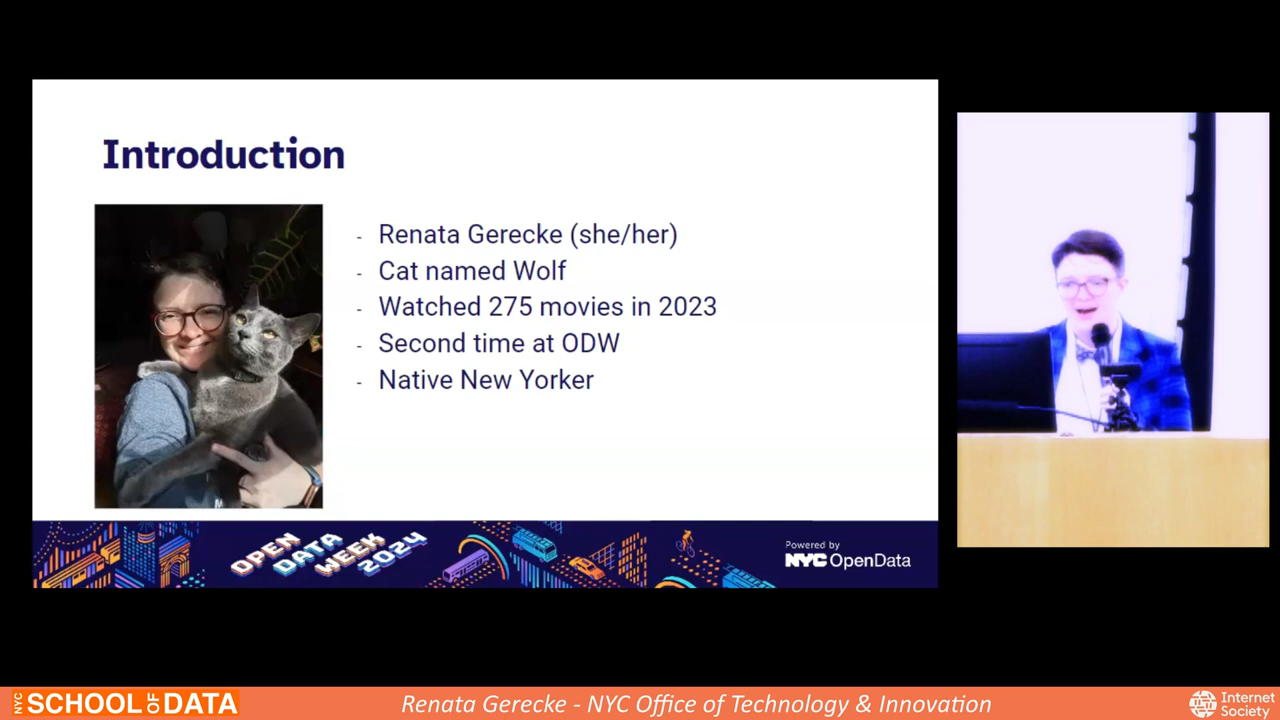 Introduction
- Renata Gerecke (she/her)
- Cat named Wolf
- Watched 275 movies in 2023
- Second time at ODW
- Native New Yorker
OPEN
DATA
WEEK
2024
Powered by
NYC OpenData
NYC SCHOOL OF DATA
Renata Gerecke - NYC Office of Technology & Innovation
Internet
Society